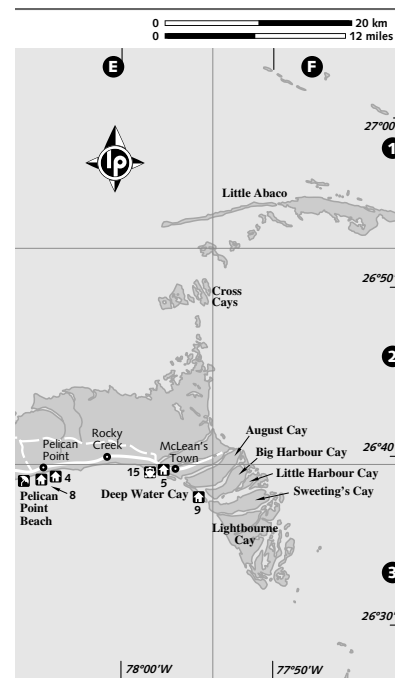 0 20 km
0 12 miles
E F
27°00
1
lp
Little Abaco
26°50'
Cross
Cays
2
August Cay
Rocky
Creek
Pelican
Point
McLean's
Town
26°40
Big Harbour Cay
Little Harbour Cay
15
4
5
Sweeting's Cay
8
Deep Water Cay
9
Pelican
Point
Beach
Lightbourne
Cay
3
26°30'
78°00'W 77°50'W